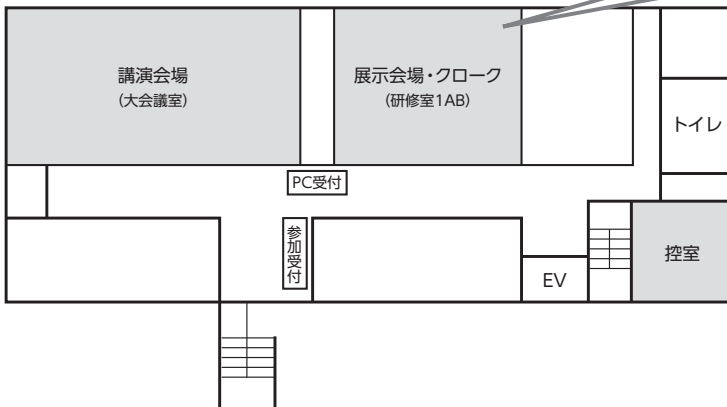 講演会場
(大会議室)
展示会場・クローク
(研修室1AB)
トイレ
PC受付
参加受付
控室
EV